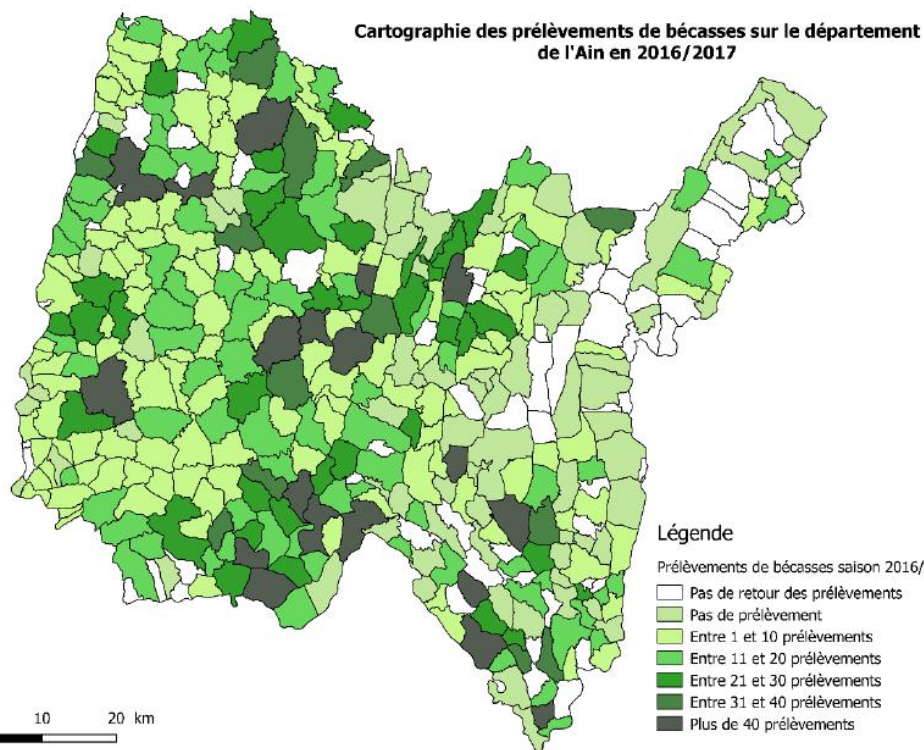 Cartographie des prélèvements de bécasses sur le département
de l'Ain en 2016/2017
Légende
Prélèvements de bécasses saison 2016/
Pas de retour des prélèvements
Pas de prélèvement
Entre 1 et 10 prélèvements
Entre 11 et 20 prélèvements
Entre 21 et 30 prélèvements
Entre 31 et 40 prélèvements
Plus de 40 prélèvements
10 20 km